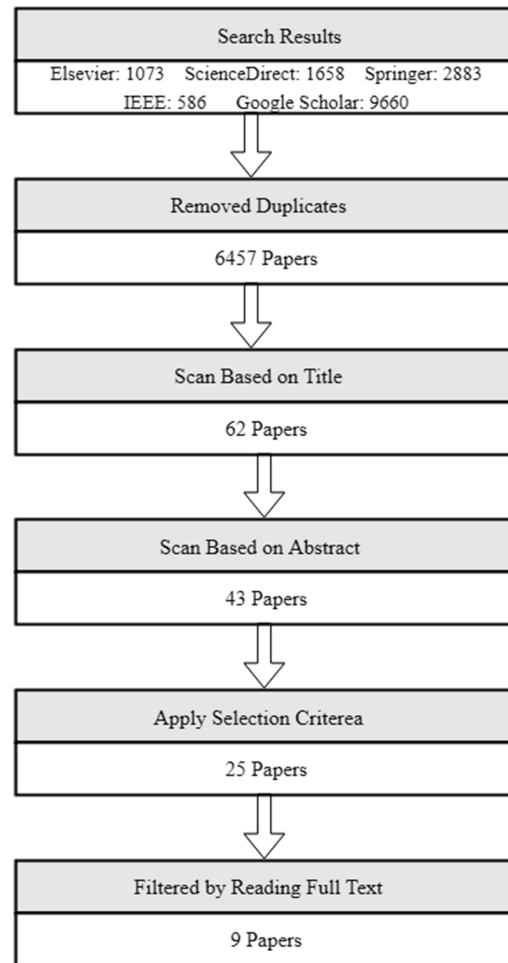 Search Results
Elsevier: 1073 ScienceDirect: 1658 Springer: 2883
IEEE: 586 Google Scholar: 9660
Removed Duplicates
6457 Papers
Scan Based on Title
62 Papers
Scan Based on Abstract
43 Papers
Apply Selection Criterea
25 Papers
Filtered by Reading Full Text
9 Papers